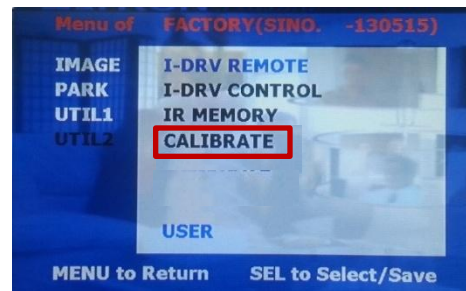 Menu of FACTORY(SINO. -130515)
IMAGE I-DRV REMOTE
PARK I-DRV CONTROL
UTIL1 IR MEMORY
UTIL2 CALIBRATE
USER
MENU to Return SEL to Select/Save